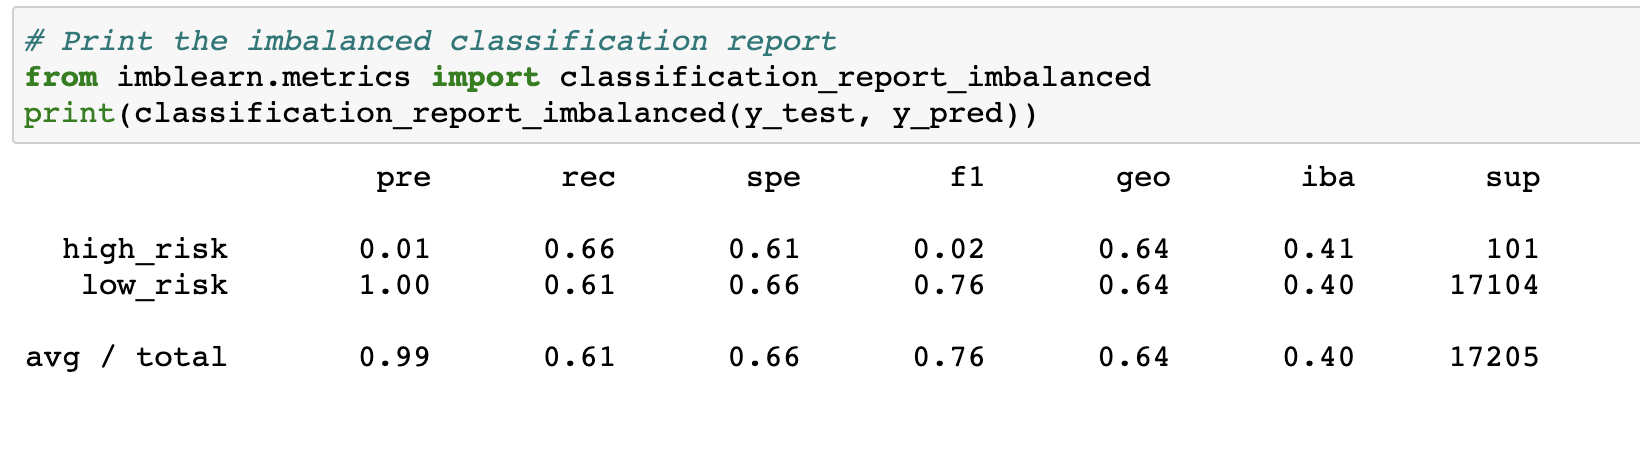 # Print the imbalanced classification report
from imblearn.metrics import classification_report_imbalanced
print(classification_report_imbalanced(y_test, y_pred))
pre rec spe f1 geo iba sup
high_risk 0.01 0.66 0.61 0.02 0.64 0.41 101
low_risk 1.00 0.61 0.66 0.76 0.64 0.40 17104
avg / total 0.99 0.61 0.66 0.76 0.64 0.40 17205